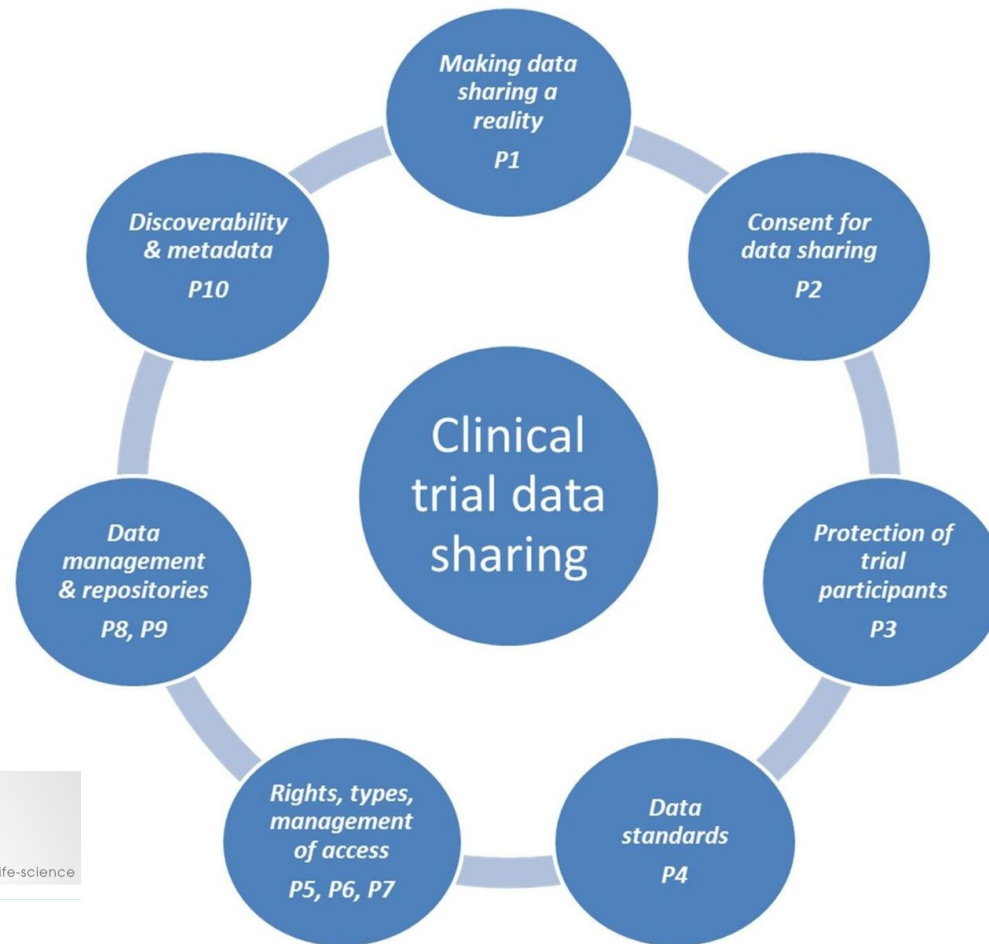 Making data
sharing a
reality
P1
Consent for
data sharing
P2
Protection of
trial
participants
P3
Data
standards
P4
Rights, types,
management
of access
P5, P6, P7
Data
management
& repositories
P8, P9
Discoverability
& metadata
P10
Clinical
trial data
sharing